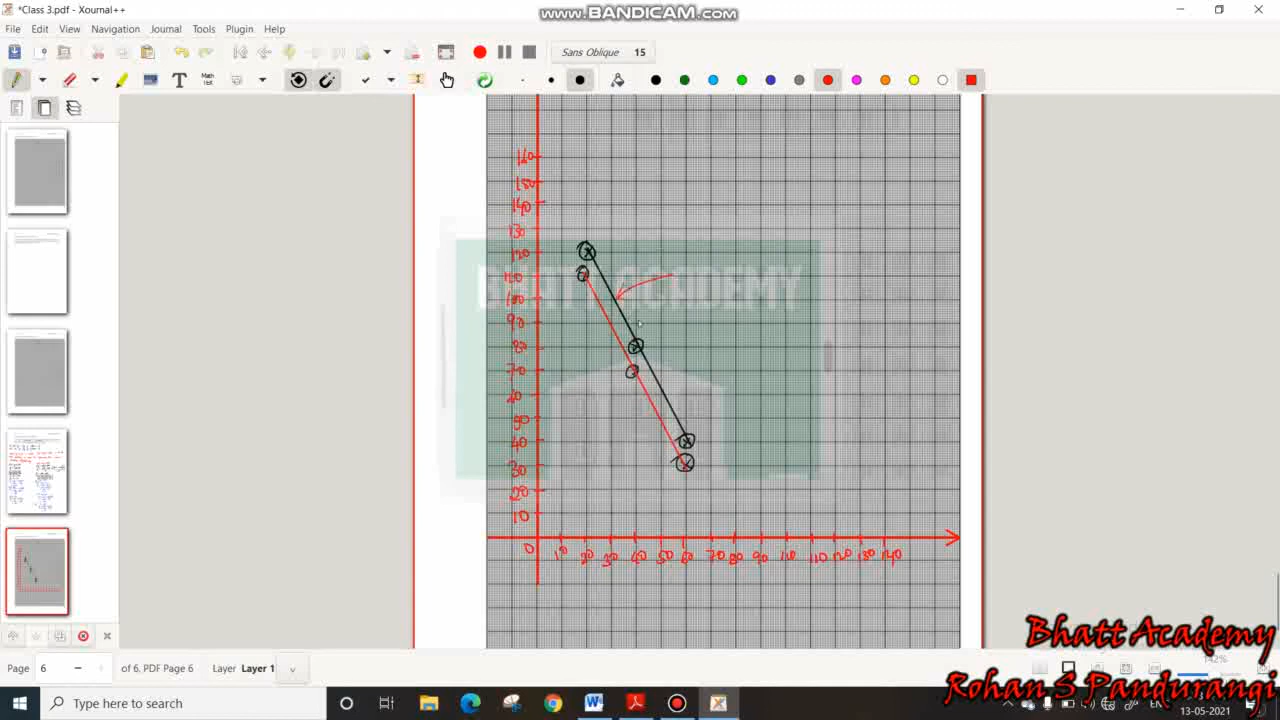 *Class 3.pdf - Xournal++
WWW.BANDICAM.COM
File Edit View Navigation Journal Tools Plugin Help
Sans Oblique 15
160
150
140
130
120
110
100
90
80
70
60
50
40
30
20
10
0 10 20 30 40 50 60 70 80 90 110 120 130 140
BHATT ACADEMY
Page 6 of 6. PDF Page 6 Layer Layer 1
142%
Bhatt Academy
Rohan S Pandurangi
Type here to search
13-05-2021